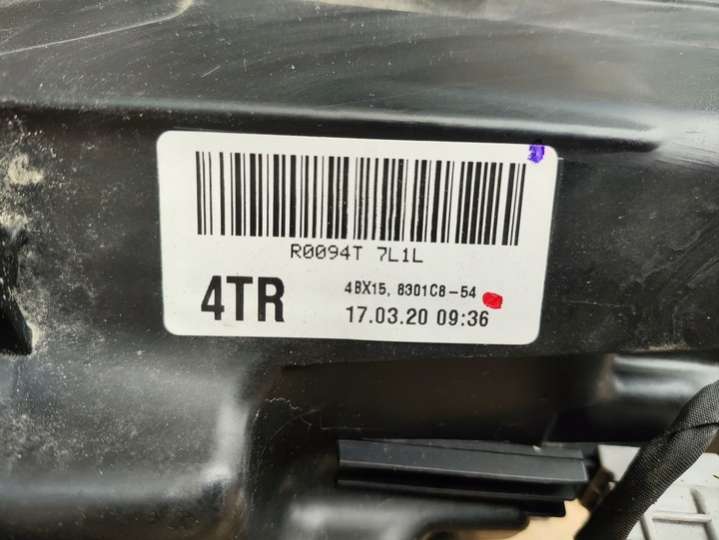 R0094T 7L1L
4TR
4BX15, 8301C8-54
17.03.20 09:36